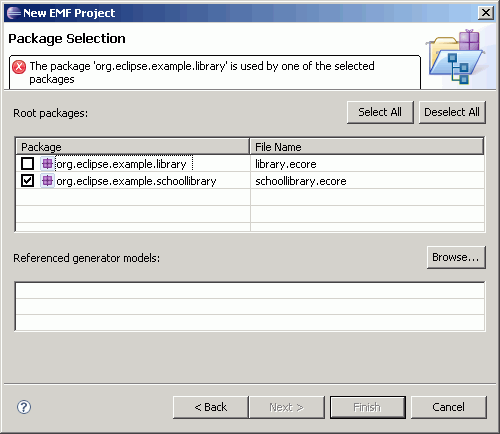 New EMF Project
Package Selection
The package 'org.eclipse.example.library' is used by one of the selected
packages
Root packages:
Select All
Deselect All
Package File Name
org.eclipse.example.library library.ecore
org.eclipse.example.schoollibrary schoollibrary.ecore
Referenced generator models:
Browse...
?
< Back
Next >
Finish
Cancel